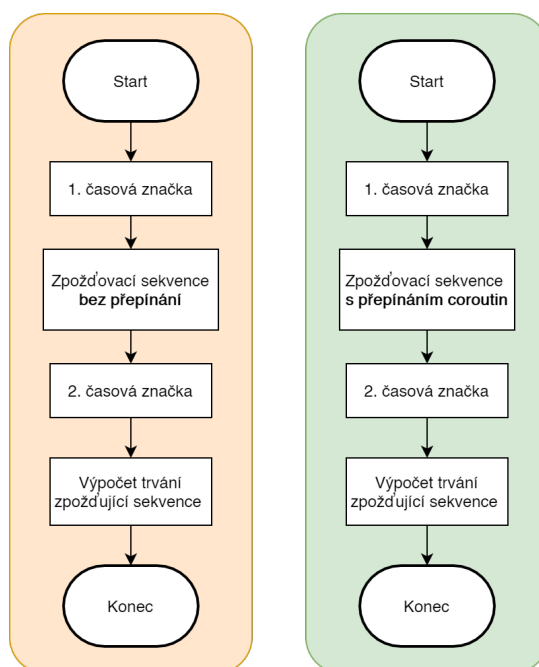 Start
1. časová značka
Zpožďovací sekvence
bez přepínání
2. časová značka
Výpočet trvání
zpožďující sekvence
Konec
Start
1. časová značka
Zpožďovací sekvence
s přepínáním coroutin
2. časová značka
Výpočet trvání
zpožďující sekvence
Konec